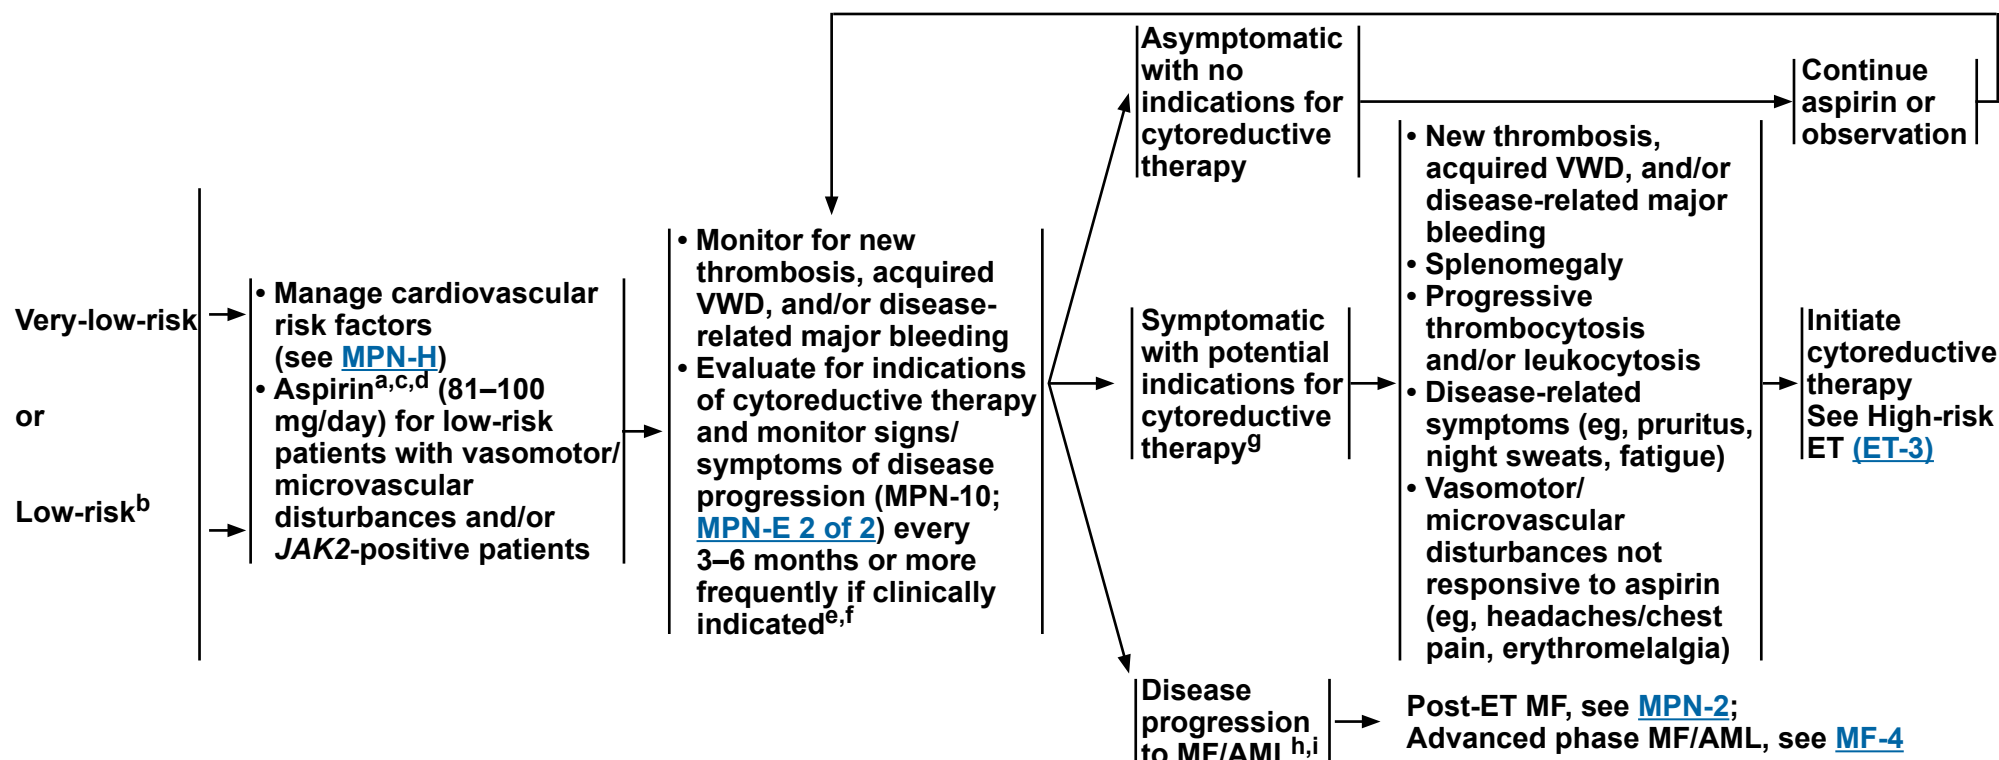 Very-low-risk
or
Low-riskᵇ
• Manage cardiovascular
risk factors
(see MPN-H)
• Aspirinᵃ,ᶜ,ᵈ (81–100
mg/day) for low-risk
patients with vasomotor/
microvascular
disturbances and/or
JAK2-positive patients
• Monitor for new
thrombosis, acquired
VWD, and/or disease-
related major bleeding
• Evaluate for indications
of cytoreductive therapy
and monitor signs/
symptoms of disease
progression (MPN-10;
MPN-E 2 of 2) every
3–6 months or more
frequently if clinically
indicatedᵉ,ᶠ
Asymptomatic
with no
indications for
cytoreductive
therapy
Continue
aspirin or
observation
Symptomatic
with potential
indications for
cytoreductive
therapyᵍ
• New thrombosis,
acquired VWD, and/or
disease-related major
bleeding
• Splenomegaly
• Progressive
thrombocytosis
and/or leukocytosis
• Disease-related
symptoms (eg, pruritus,
night sweats, fatigue)
• Vasomotor/
microvascular
disturbances not
responsive to aspirin
(eg, headaches/chest
pain, erythromelalgia)
Initiate
cytoreductive
therapy
See High-risk
ET (ET-3)
Disease
progression
to MF/AMLʰ,ⁱ
Post-ET MF, see MPN-2;
Advanced phase MF/AML, see MF-4